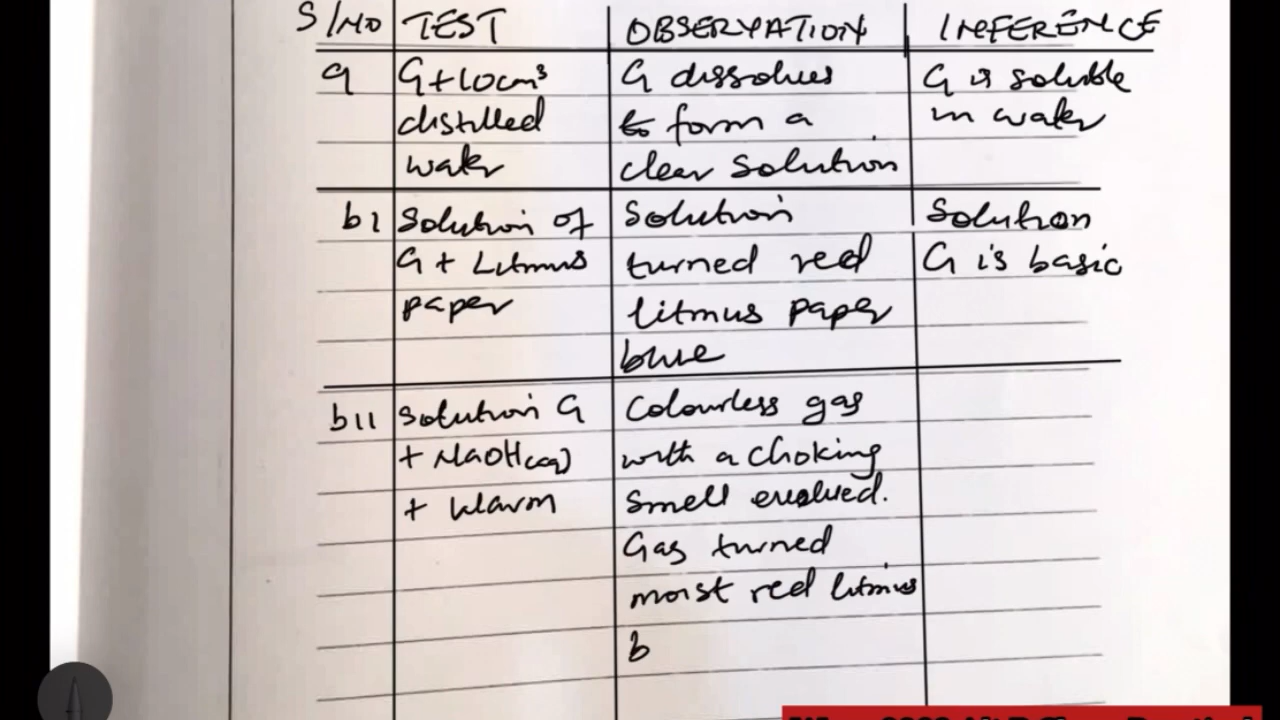 S/NO TEST OBSERVATION INFERENCE
a G + 10cm³ G dissolves G is soluble
distilled to form a in water
water clear solution
bi Solution of Solution Solution
G + Litmus turned red G is basic
paper litmus paper
blue
bii Solution G Colourless gas
+ NaOH(aq) with a choking
+ Warm smell evolved.
Gas turned
moist red litmus
b